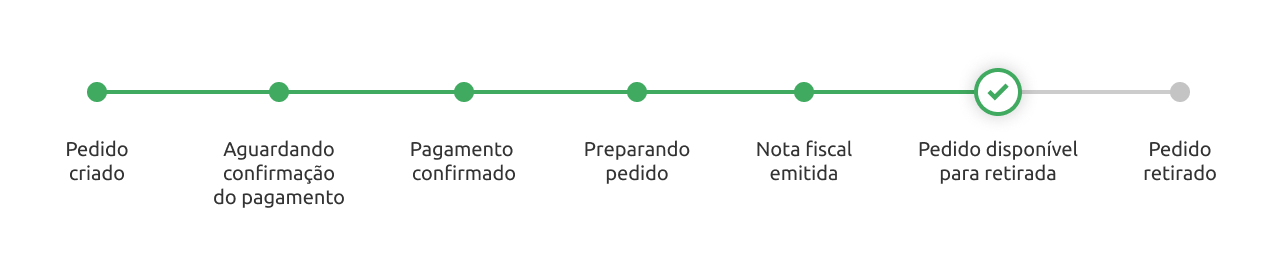 Pedido
criado
Aguardando
confirmação
do pagamento
Pagamento
confirmado
Preparando
pedido
Nota fiscal
emitida
Pedido disponível
para retirada
Pedido
retirado